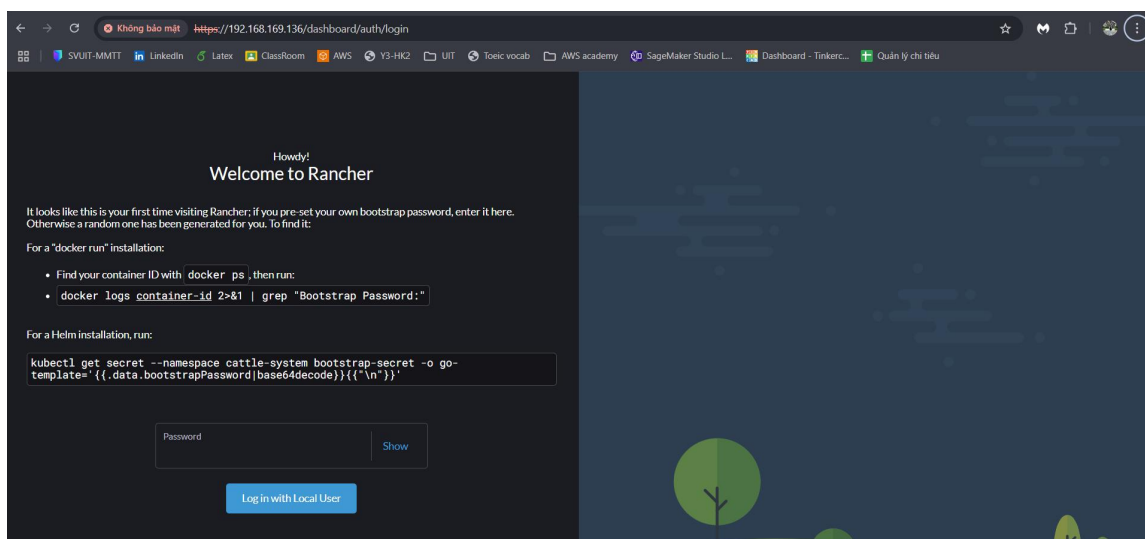 Không bảo mật https://192.168.169.136/dashboard/auth/login
SVUIT-MMTT LinkedIn Latex ClassRoom AWS Y3-HK2 UIT Toeic vocab AWS academy SageMaker Studio L... Dashboard - Tinkerc... Quản lý chi tiêu
Howdy!
Welcome to Rancher
It looks like this is your first time visiting Rancher; if you pre-set your own bootstrap password, enter it here.
Otherwise a random one has been generated for you. To find it:
For a "docker run" installation:
• Find your container ID with docker ps, then run:
• docker logs container-id 2>&1 | grep "Bootstrap Password:"
For a Helm installation, run:
kubectl get secret --namespace cattle-system bootstrap-secret -o go-
template='{{.data.bootstrapPassword|base64decode}}{{"\n"}}'
Password
Show
Log in with Local User